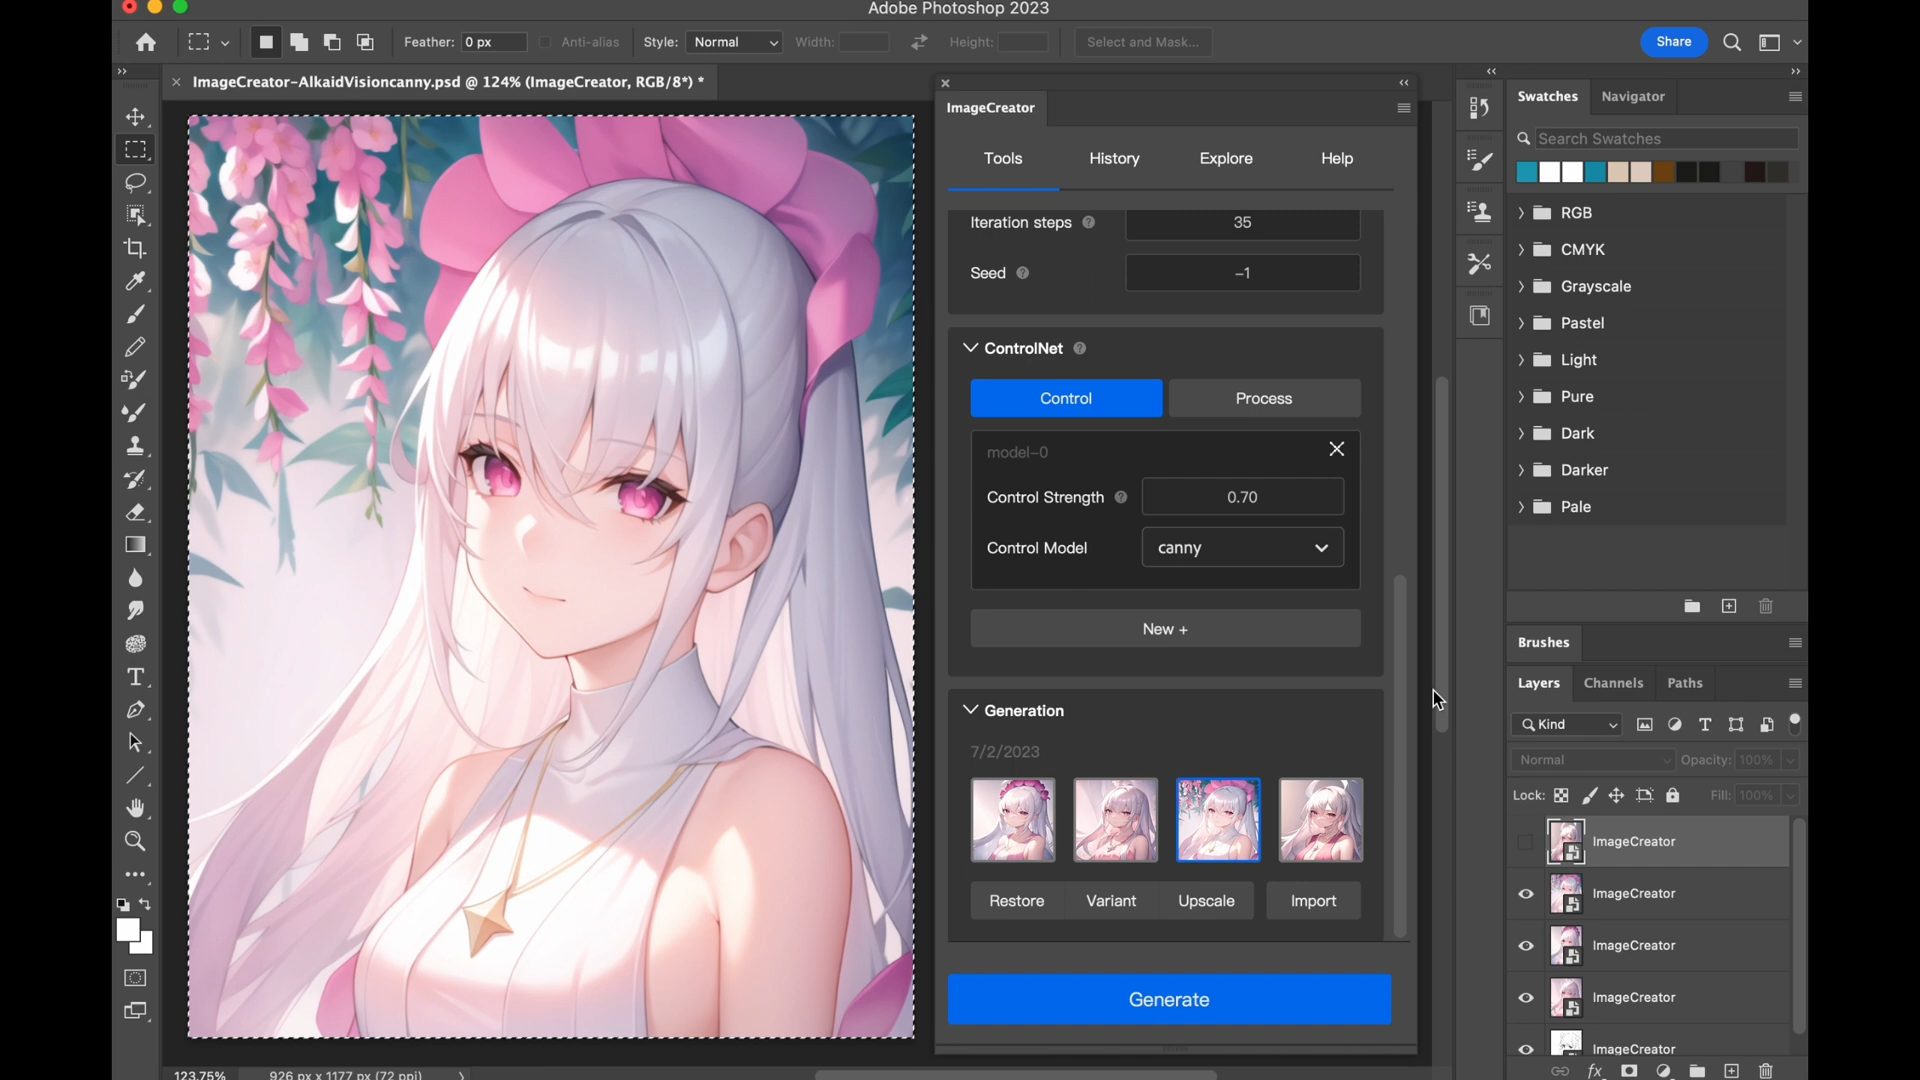 Adobe Photoshop 2023
Feather: 0 px
Anti-alias
Style: Normal
Width:
Height:
Select and Mask...
Share
ImageCreator-AlkaidVisioncanny.psd @ 124% (ImageCreator, RGB/8*) *
ImageCreator
Tools
History
Explore
Help
Iteration steps ? 35
Seed ? -1
ControlNet ?
Control
Process
model-0
Control Strength ? 0.70
Control Model canny
New +
Generation
7/2/2023
Restore
Variant
Upscale
Import
Generate
Swatches
Navigator
Search Swatches
RGB
CMYK
Grayscale
Pastel
Light
Pure
Dark
Darker
Pale
Brushes
Layers
Channels
Paths
Kind
Normal
Opacity: 100%
Lock:
Fill: 100%
ImageCreator
ImageCreator
ImageCreator
ImageCreator
ImageCreator
fx
123.75%
926 px x 1177 px (72 ppi)